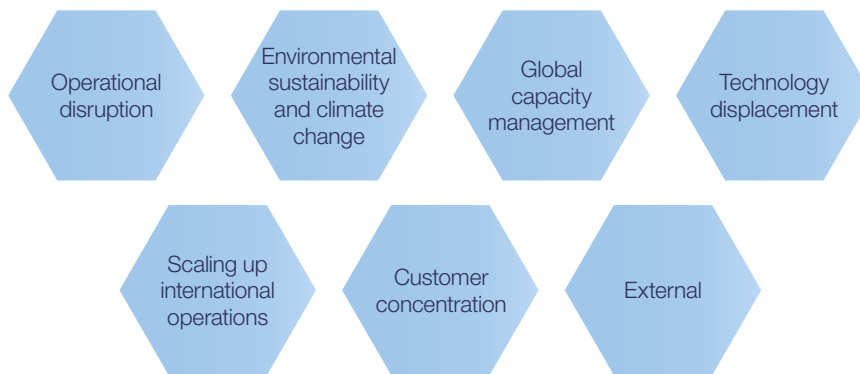 Operational
disruption
Environmental
sustainability
and climate
change
Global
capacity
management
Technology
displacement
Scaling up
international
operations
Customer
concentration
External